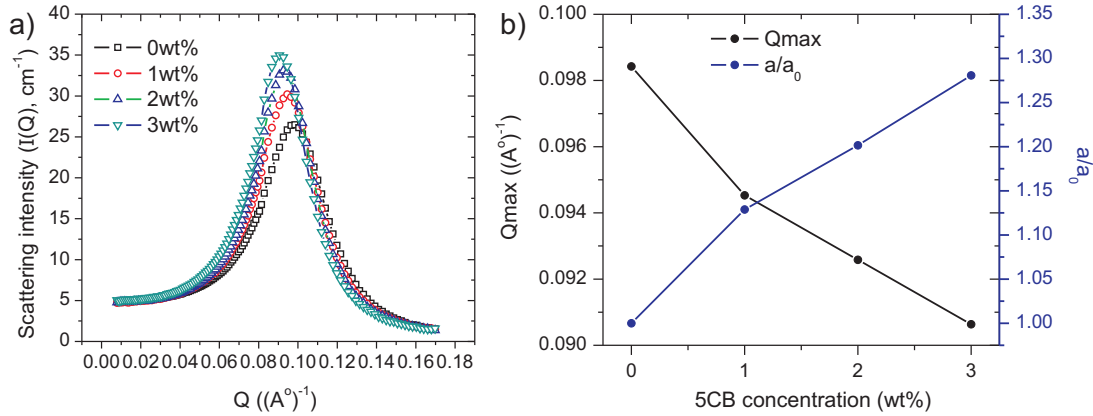 a)
Scattering intensity (I(Q), cm⁻¹)
40
35
30
25
20
15
10
5
0
0wt%
1wt%
2wt%
3wt%
0.00 0.02 0.04 0.06 0.08 0.10 0.12 0.14 0.16 0.18
Q ((Aᵒ)⁻¹)
b)
Qmax ((Aᵒ)⁻¹)
0.100
0.098
0.096
0.094
0.092
0.090
Qmax
a/a₀
0 1 2 3
5CB concentration (wt%)
1.35
1.30
1.25
1.20
1.15
1.10
1.05
1.00
a/a₀